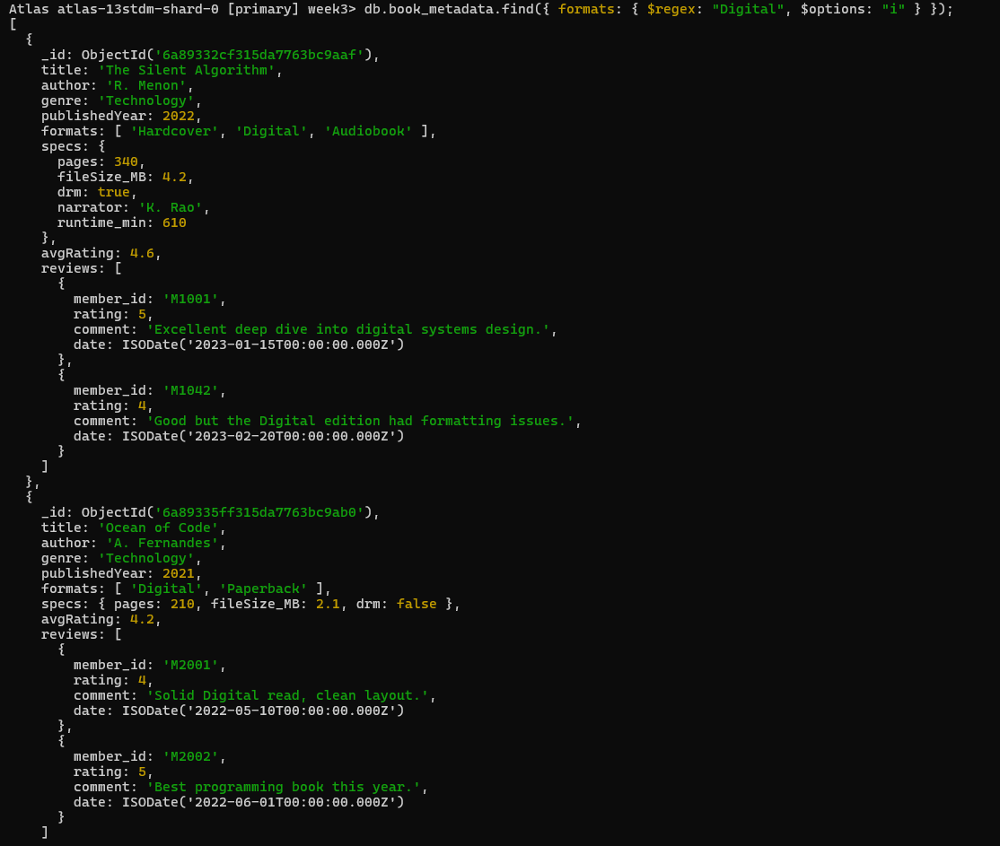 Atlas atlas-13stdm-shard-0 [primary] week3> db.book_metadata.find({ formats: { $regex: "Digital", $options: "i" } });
[
  {
    _id: ObjectId('6a89332cf315da7763bc9aaf'),
    title: 'The Silent Algorithm',
    author: 'R. Menon',
    genre: 'Technology',
    publishedYear: 2022,
    formats: [ 'Hardcover', 'Digital', 'Audiobook' ],
    specs: {
      pages: 340,
      fileSize_MB: 4.2,
      drm: true,
      narrator: 'K. Rao',
      runtime_min: 610
    },
    avgRating: 4.6,
    reviews: [
      {
        member_id: 'M1001',
        rating: 5,
        comment: 'Excellent deep dive into digital systems design.',
        date: ISODate('2023-01-15T00:00:00.000Z')
      },
      {
        member_id: 'M1042',
        rating: 4,
        comment: 'Good but the Digital edition had formatting issues.',
        date: ISODate('2023-02-20T00:00:00.000Z')
      }
    ]
  },
  {
    _id: ObjectId('6a89335ff315da7763bc9ab0'),
    title: 'Ocean of Code',
    author: 'A. Fernandes',
    genre: 'Technology',
    publishedYear: 2021,
    formats: [ 'Digital', 'Paperback' ],
    specs: { pages: 210, fileSize_MB: 2.1, drm: false },
    avgRating: 4.2,
    reviews: [
      {
        member_id: 'M2001',
        rating: 4,
        comment: 'Solid Digital read, clean layout.',
        date: ISODate('2022-05-10T00:00:00.000Z')
      },
      {
        member_id: 'M2002',
        rating: 5,
        comment: 'Best programming book this year.',
        date: ISODate('2022-06-01T00:00:00.000Z')
      }
    ]